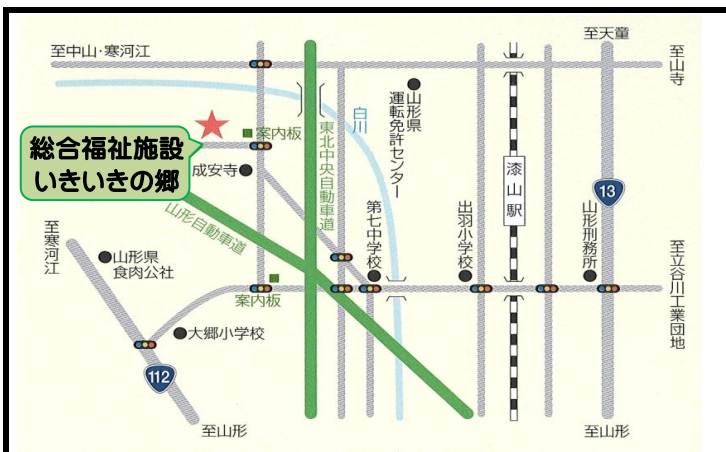 至中山・寒河江
至天童
至山寺
総合福祉施設
いきいきの郷
案内板
成安寺
東北中央自動車道
白川
山形県
運転免許センター
漆山駅
13
山形自動車道
至寒河江
山形県
食肉公社
案内板
第七中学校
出羽小学校
山形刑務所
至立谷川工業団地
大郷小学校
112
至山形
至山形